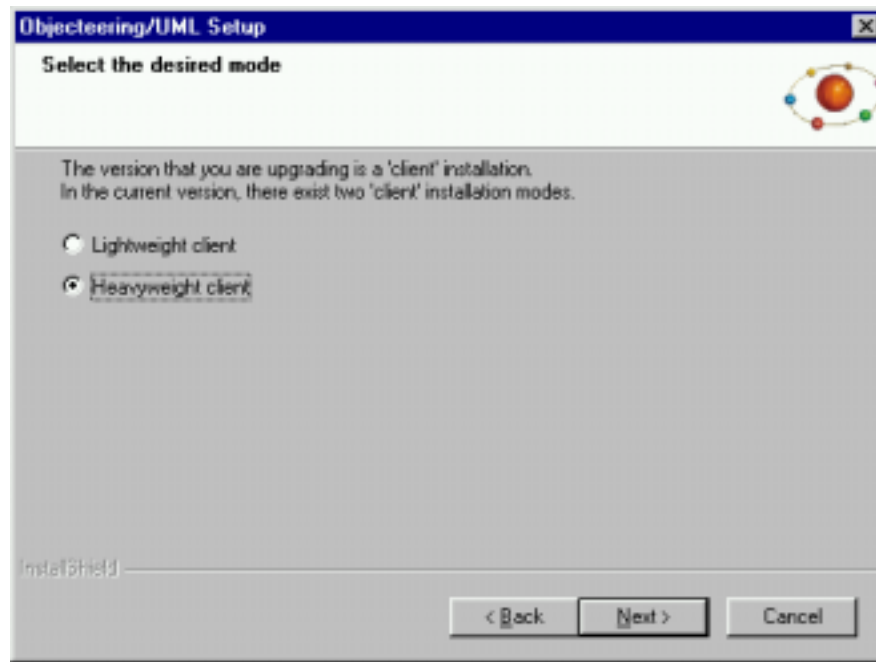 Objecteering/UML Setup
Select the desired mode
The version that you are upgrading is a 'client' installation.
In the current version, there exist two 'client' installation modes.
Lightweight client
Heavyweight client
InstallShield
< Back
Next >
Cancel